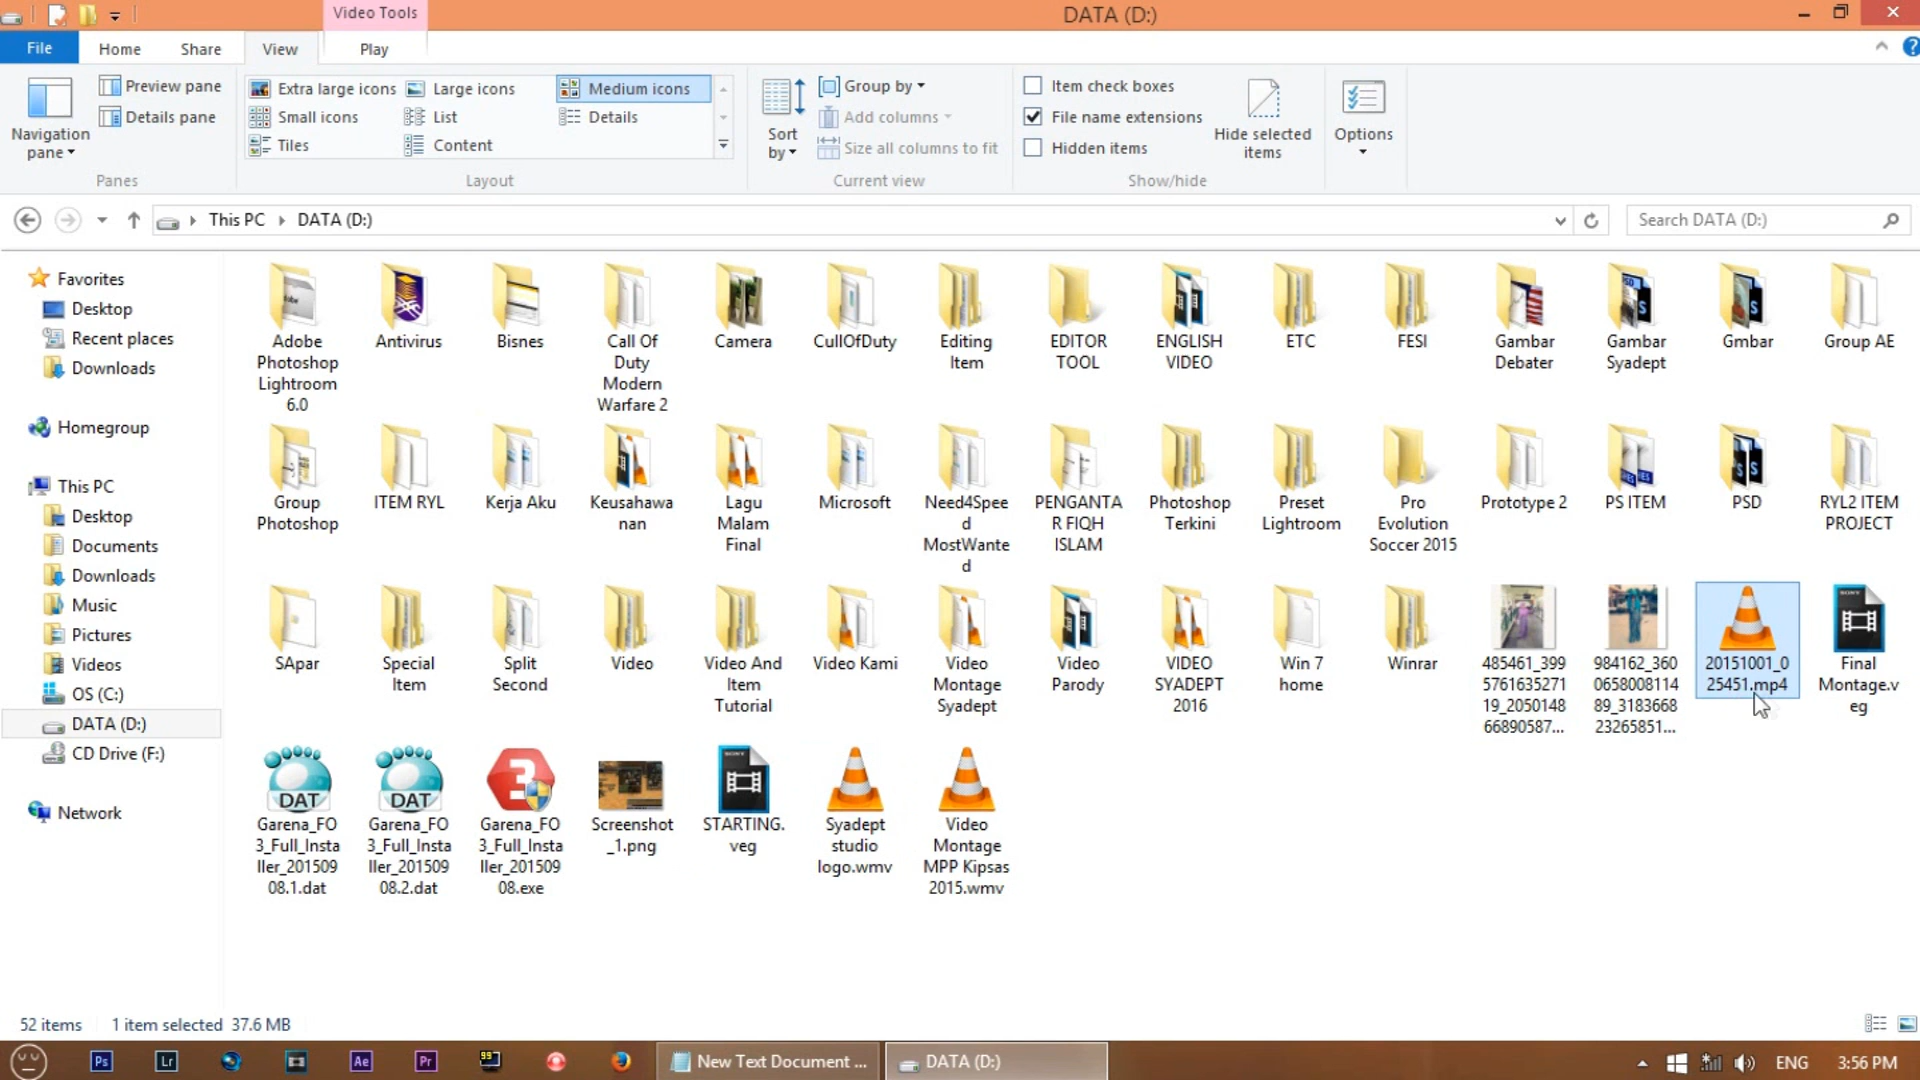 Video Tools
DATA (D:)
File
Home
Share
View
Play
Navigation
pane
Preview pane
Details pane
Panes
Extra large icons
Large icons
Medium icons
Small icons
List
Details
Tiles
Content
Layout
Sort
by
Group by
Add columns
Size all columns to fit
Current view
Item check boxes
File name extensions
Hidden items
Hide selected
items
Show/hide
Options
This PC
DATA (D:)
Search DATA (D:)
Favorites
Desktop
Recent places
Downloads
Homegroup
This PC
Desktop
Documents
Downloads
Music
Pictures
Videos
OS (C:)
DATA (D:)
CD Drive (F:)
Network
Adobe
Photoshop
Lightroom
6.0
Antivirus
Bisnes
Call Of
Duty
Modern
Warfare 2
Camera
CullOfDuty
Editing
Item
EDITOR
TOOL
ENGLISH
VIDEO
ETC
FESI
Gambar
Debater
Gambar
Syadept
Gmbar
Group AE
Group
Photoshop
ITEM RYL
Kerja Aku
Keusahawa
nan
Lagu
Malam
Final
Microsoft
Need4Spee
d
MostWante
d
PENGANTA
R FIQH
ISLAM
Photoshop
Terkini
Preset
Lightroom
Pro
Evolution
Soccer 2015
Prototype 2
PS ITEM
PSD
RYL2 ITEM
PROJECT
SApar
Special
Item
Split
Second
Video
Video And
Item
Tutorial
Video Kami
Video
Montage
Syadept
Video
Parody
VIDEO
SYADEPT
2016
Win 7
home
Winrar
485461_399
5761635271
19_2050148
66890587...
984162_360
0658008114
89_3183668
23265851...
20151001_0
25451.mp4
Final
Montage.v
eg
DAT
Garena_FO
3_Full_Insta
ller_201509
08.1.dat
DAT
Garena_FO
3_Full_Insta
ller_201509
08.2.dat
Garena_FO
3_Full_Insta
ller_201509
08.exe
Screenshot
_1.png
STARTING.
veg
Syadept
studio
logo.wmv
Video
Montage
MPP Kipsas
2015.wmv
52 items
1 item selected 37.6 MB
Ps
Lr
Ae
Pr
99
New Text Document ...
DATA (D:)
ENG
3:56 PM